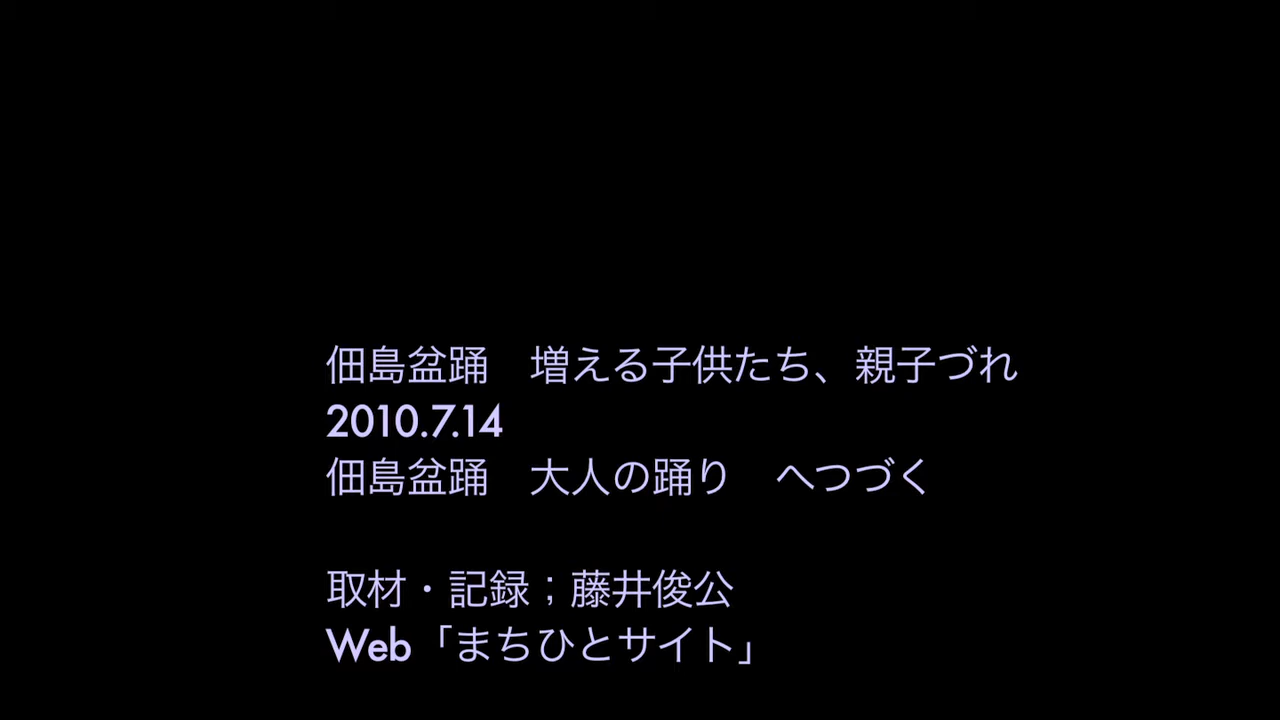 佃島盆踊　増える子供たち、親子づれ
2010.7.14
佃島盆踊　大人の踊り　へつづく
取材・記録；藤井俊公
Web「まちひとサイト」